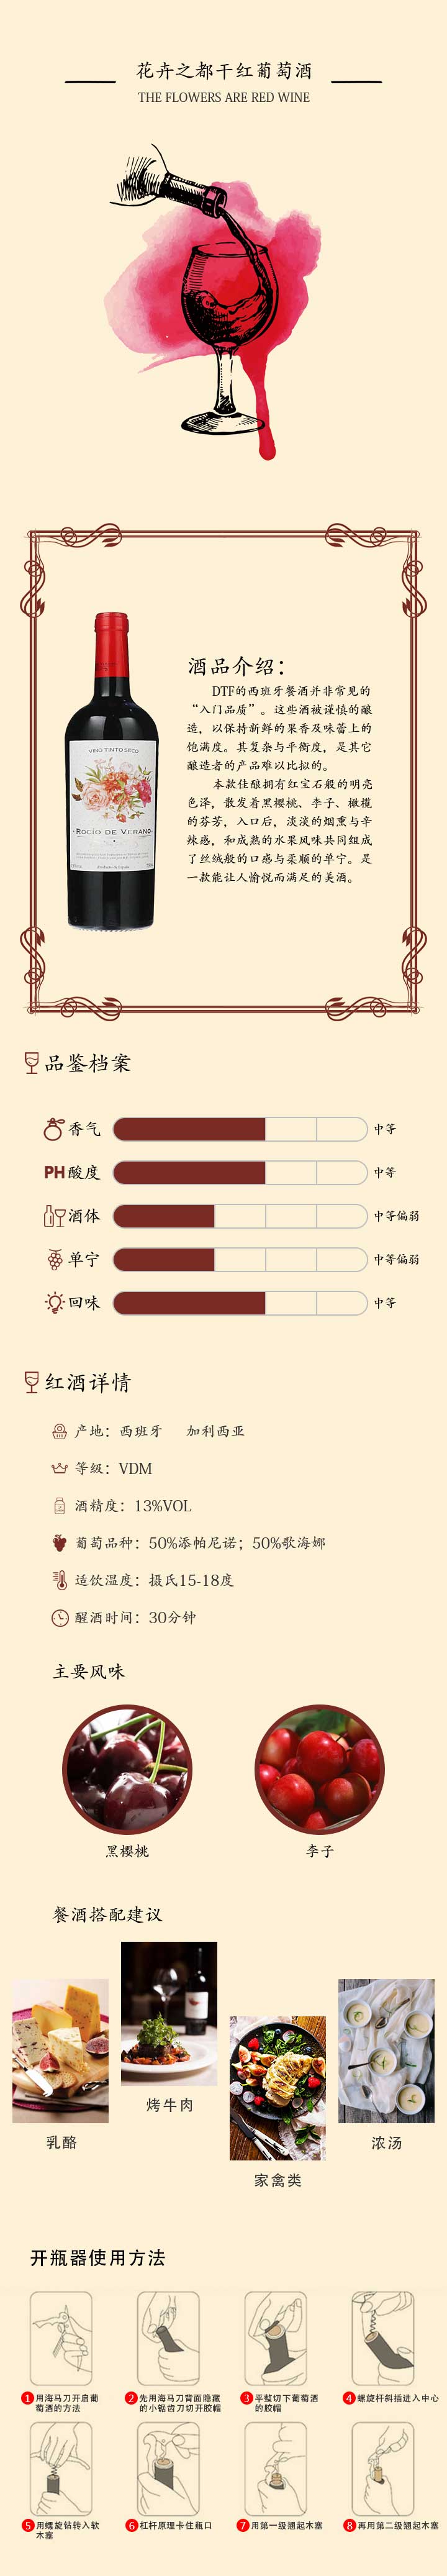 花卉之都干红葡萄酒
THE FLOWERS ARE RED WINE
VINO TINTO SECO
ROCÍO DE VERANO
酒品介绍：
DTF的西班牙餐酒并非常见的
“入门品质”。这些酒被谨慎的酿
造，以保持新鲜的果香及味蕾上的
饱满度。其复杂与平衡度，是其它
酿造者的产品难以比拟的。
本款佳酿拥有红宝石般的明亮
色泽，散发着黑樱桃、李子、橄榄
的芬芳，入口后，淡淡的烟熏与辛
辣感，和成熟的水果风味共同组成
了丝绒般的口感与柔顺的单宁。是
一款能让人愉悦而满足的美酒。
品鉴档案
香气 中等
PH 酸度 中等
酒体 中等偏弱
单宁 中等偏弱
回味 中等
红酒详情
产地：西班牙 加利西亚
等级：VDM
酒精度：13%VOL
葡萄品种：50%添帕尼诺；50%歌海娜
适饮温度：摄氏15-18度
醒酒时间：30分钟
主要风味
黑樱桃 李子
餐酒搭配建议
乳酪
烤牛肉
家禽类
浓汤
开瓶器使用方法
1 用海马刀开启葡
萄酒的方法
2 先用海马刀背面隐藏
的小锯齿刀切开胶帽
3 平整切下葡萄酒
的胶帽
4 螺旋杆斜插进入中心
5 用螺旋钻转入软
木塞
6 杠杆原理卡住瓶口
7 用第一级翘起木塞
8 再用第二级翘起木塞